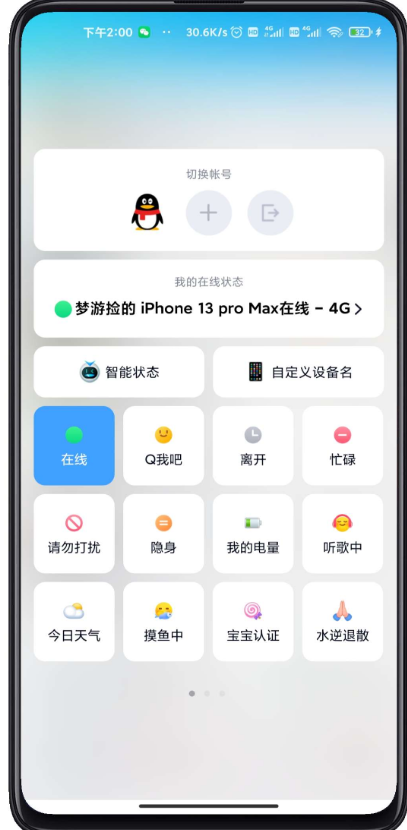 下午2:00 30.6K/s HD 4G HD 4G 32
切换帐号
我的在线状态
梦游捡的 iPhone 13 pro Max在线 - 4G
智能状态 自定义设备名
在线 Q我吧 离开 忙碌
请勿打扰 隐身 我的电量 听歌中
今日天气 摸鱼中 宝宝认证 水逆退散